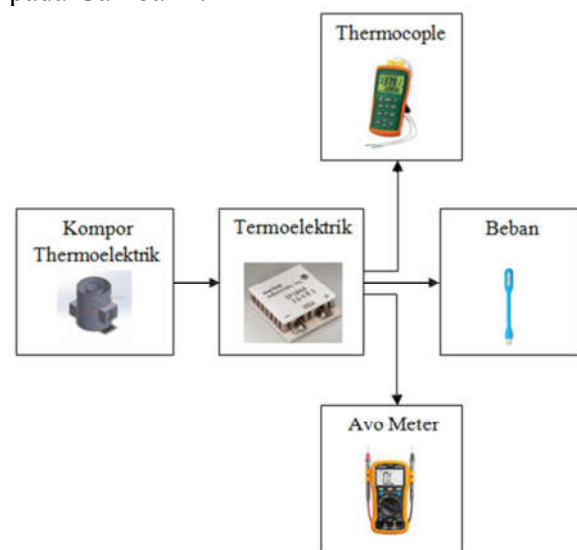 Thermocople
Kompor
Thermoelektrik
Termoelektrik
Beban
Avo Meter